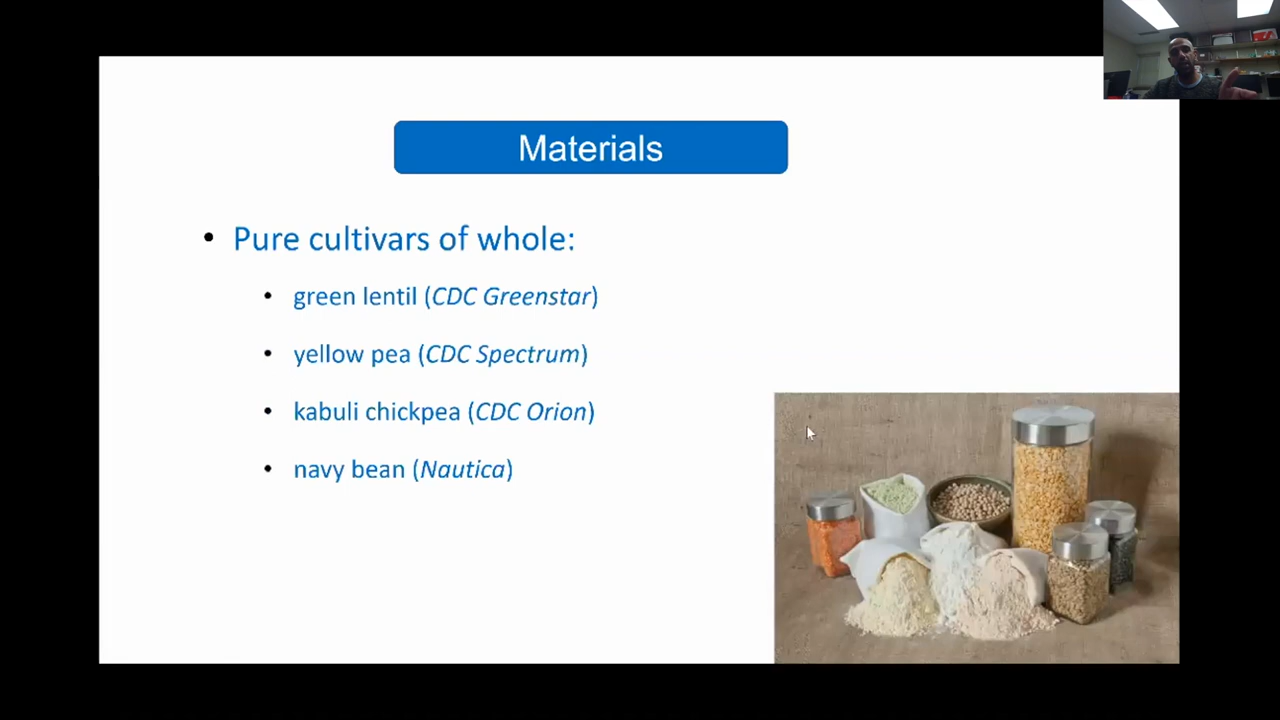 Materials
• Pure cultivars of whole:
• green lentil (CDC Greenstar)
• yellow pea (CDC Spectrum)
• kabuli chickpea (CDC Orion)
• navy bean (Nautica)